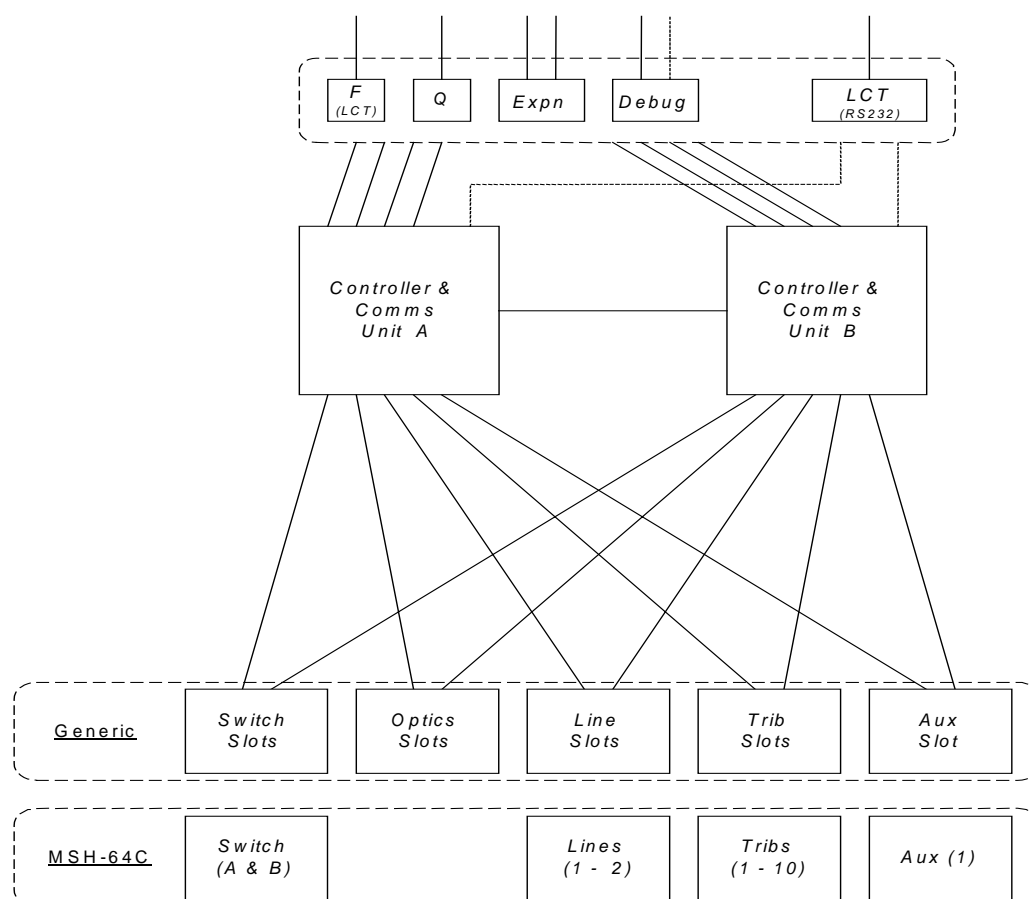 F
(LCT)
Q
Expn
Debug
LCT
(RS232)
Controller &
Comms
Unit A
Controller &
Comms
Unit B
Generic
Switch
Slots
Optics
Slots
Line
Slots
Trib
Slots
Aux
Slot
MSH-64C
Switch
(A & B)
Lines
(1 - 2)
Tribs
(1 - 10)
Aux (1)